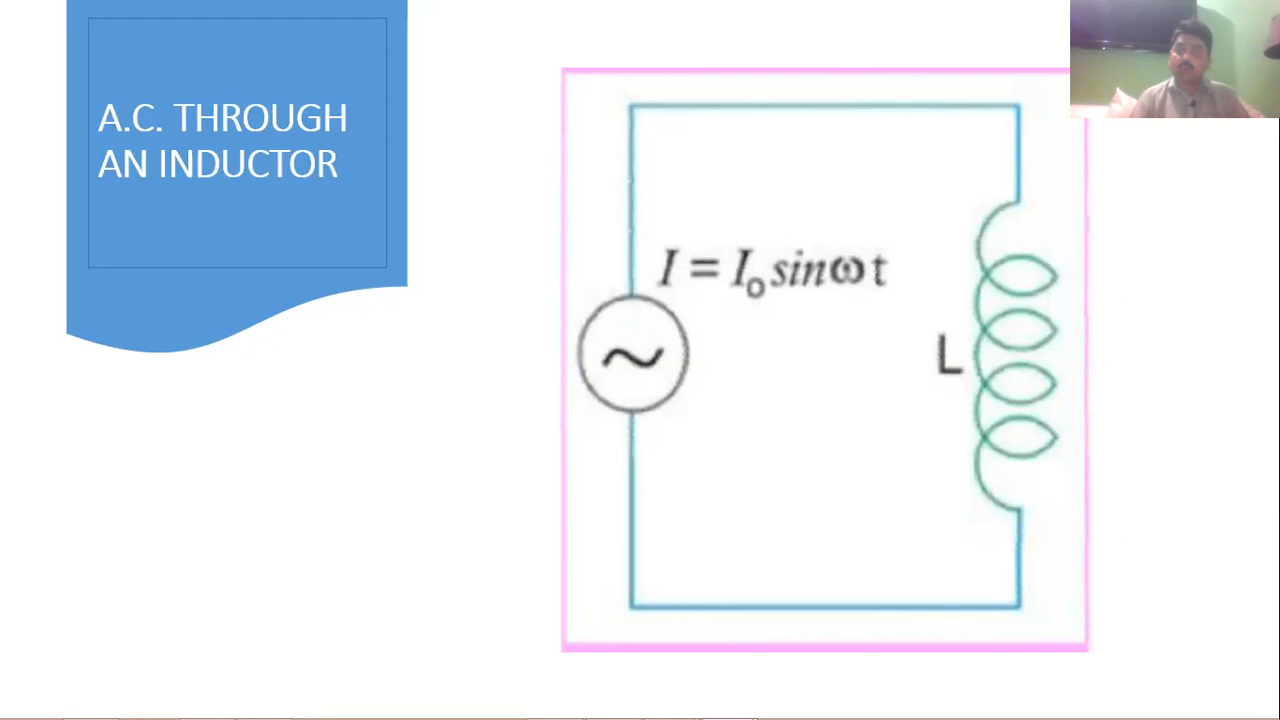 A.C. THROUGH
AN INDUCTOR
I = I₀ sinωt
L